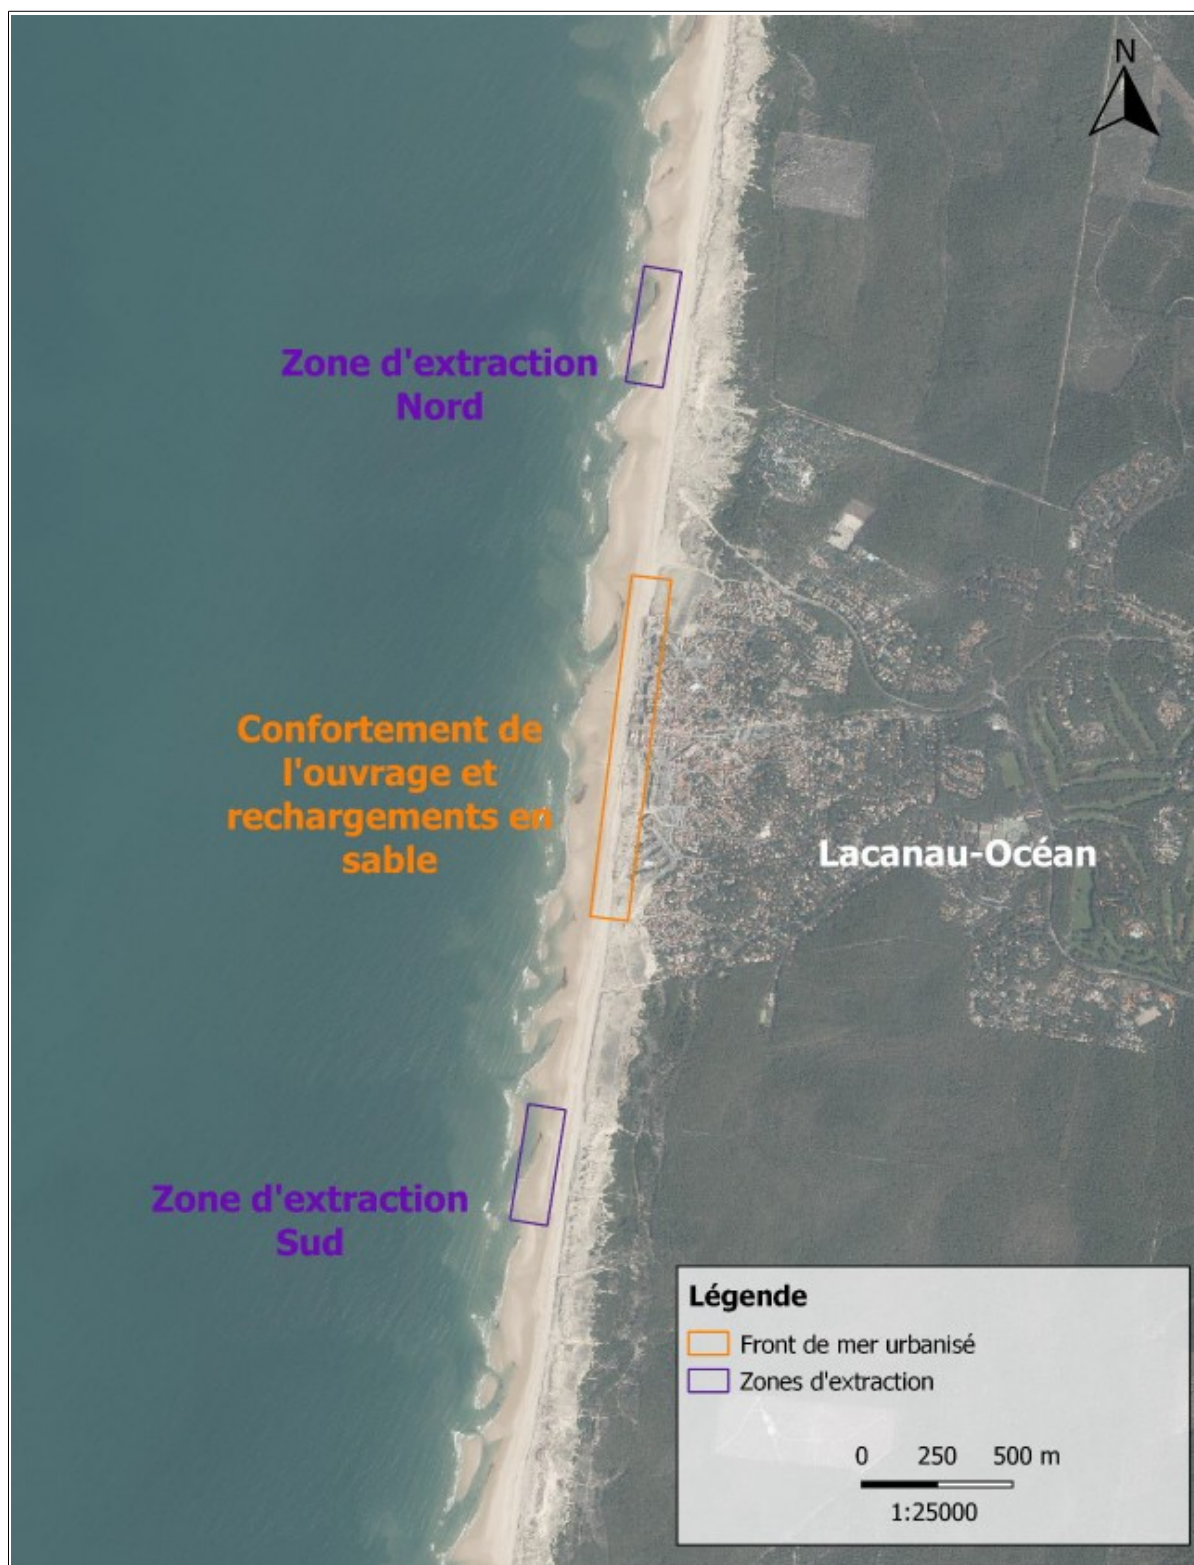 N
Zone d'extraction
Nord
Confortement de
l'ouvrage et
rechargements en
sable
Lacanau-Océan
Zone d'extraction
Sud
Légende
Front de mer urbanisé
Zones d'extraction
0 250 500 m
1:25000